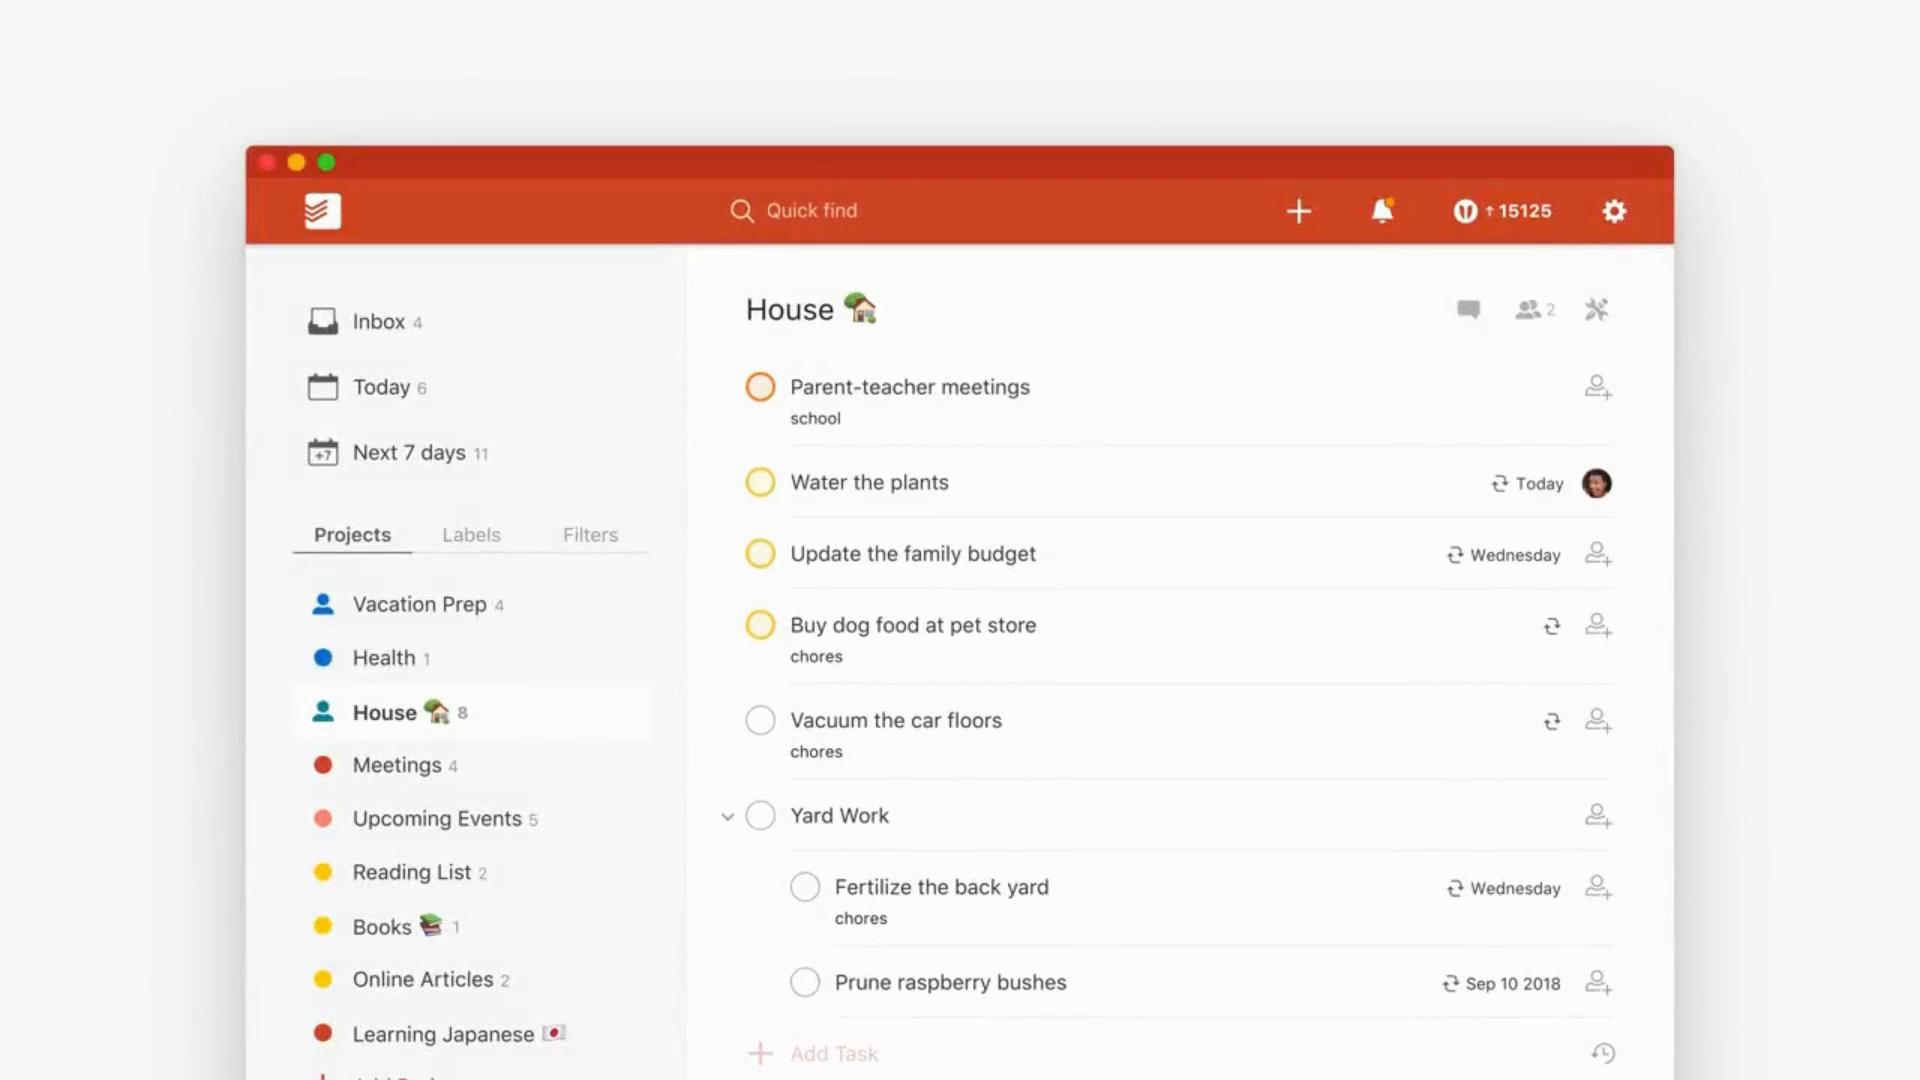 Quick find
↑ 15125
Inbox 4
Today 6
+7 Next 7 days 11
Projects Labels Filters
Vacation Prep 4
Health 1
House 8
Meetings 4
Upcoming Events 5
Reading List 2
Books 1
Online Articles 2
Learning Japanese
House
2
Parent-teacher meetings
school
Water the plants
Today
Update the family budget
Wednesday
Buy dog food at pet store
chores
Vacuum the car floors
chores
Yard Work
Fertilize the back yard
Wednesday
chores
Prune raspberry bushes
Sep 10 2018
Add Task